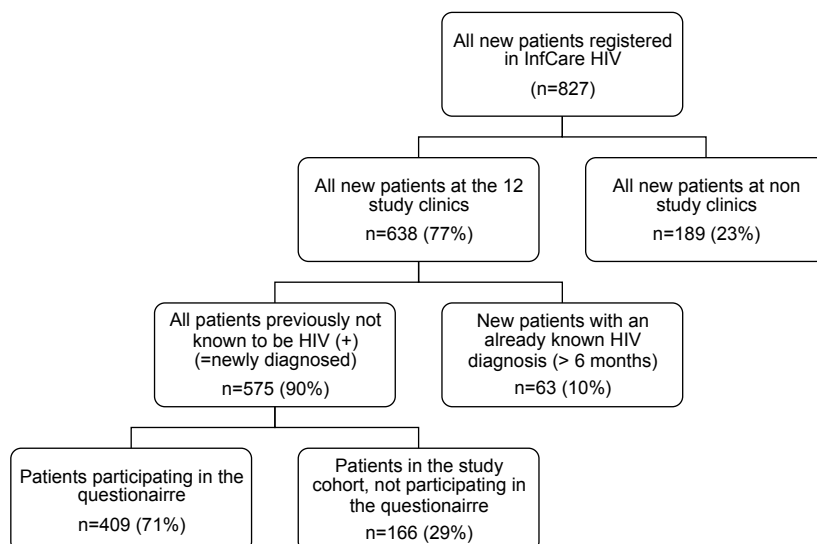 All new patients registered
in InfCare HIV
(n=827)
All new patients at the 12
study clinics
n=638 (77%)
All new patients at non
study clinics
n=189 (23%)
All patients previously not
known to be HIV (+)
(=newly diagnosed)
n=575 (90%)
New patients with an
already known HIV
diagnosis (> 6 months)
n=63 (10%)
Patients participating in the
questionairre
n=409 (71%)
Patients in the study
cohort, not participating in
the questionairre
n=166 (29%)